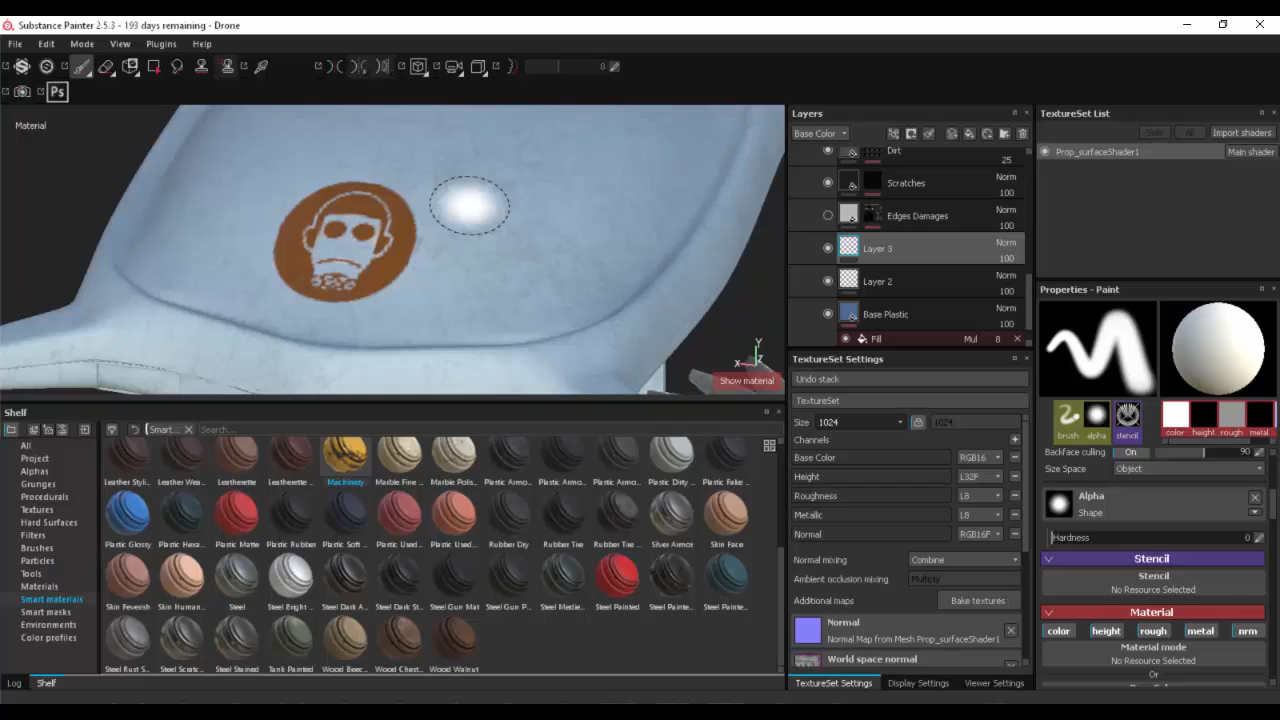 Substance Painter 2.5.3 - 193 days remaining - Drone
File Edit Mode View Plugins Help
8
Ps
Material
Y
X Z
Show material
Layers
Base Color
Dirt
25
Scratches Norm
100
Edges Damages Norm
100
Layer 3 Norm
100
Layer 2 Norm
100
Base Plastic Norm
100
Fill Mul 8
TextureSet List
Solo All Import shaders
Prop_surfaceShader1 Main shader
TextureSet Settings
Undo stack
TextureSet
Size 1024 1024
Channels
Base Color RGB16
Height L32F
Roughness L8
Metallic L8
Normal RGB16F
Normal mixing Combine
Ambient occlusion mixing Multiply
Additional maps Bake textures
Normal
Normal Map from Mesh Prop_surfaceShader1
World space normal
TextureSet Settings Display Settings Viewer Settings
Properties - Paint
brush alpha stencil color height rough metal
Backface culling On 90
Size Space Object
Alpha
Shape
Hardness 0
Stencil
Stencil
No Resource Selected
Material
color height rough metal nrm
Material mode
No Resource Selected
Or
Shelf
Smart... Search...
All
Project
Alphas
Grunges
Procedurals
Textures
Hard Surfaces
Filters
Brushes
Particles
Tools
Materials
Smart materials
Smart masks
Environments
Color profiles
Leather Styli... Leather Wea... Leatherette Leatherette ... Machinery Marble Fine ... Marble Polis... Plastic Armo... Plastic Armo... Plastic Armo... Plastic Dirty ... Plastic Fake ...
Plastic Glossy Plastic Hexa... Plastic Matte Plastic Rubber Plastic Soft ... Plastic Used... Plastic Used... Rubber Dry Rubber Tire Rubber Tire ... Silver Armor Skin Face
Skin Feverish Skin Human... Steel Steel Bright ... Steel Dark A... Steel Dark St... Steel Gun Mat Steel Gun P... Steel Medie... Steel Painted Steel Painte... Steel Painte...
Steel Rust S... Steel Scratc... Steel Stained Tank Painted Wood Beec... Wood Chest... Wood Walnut
Log Shelf